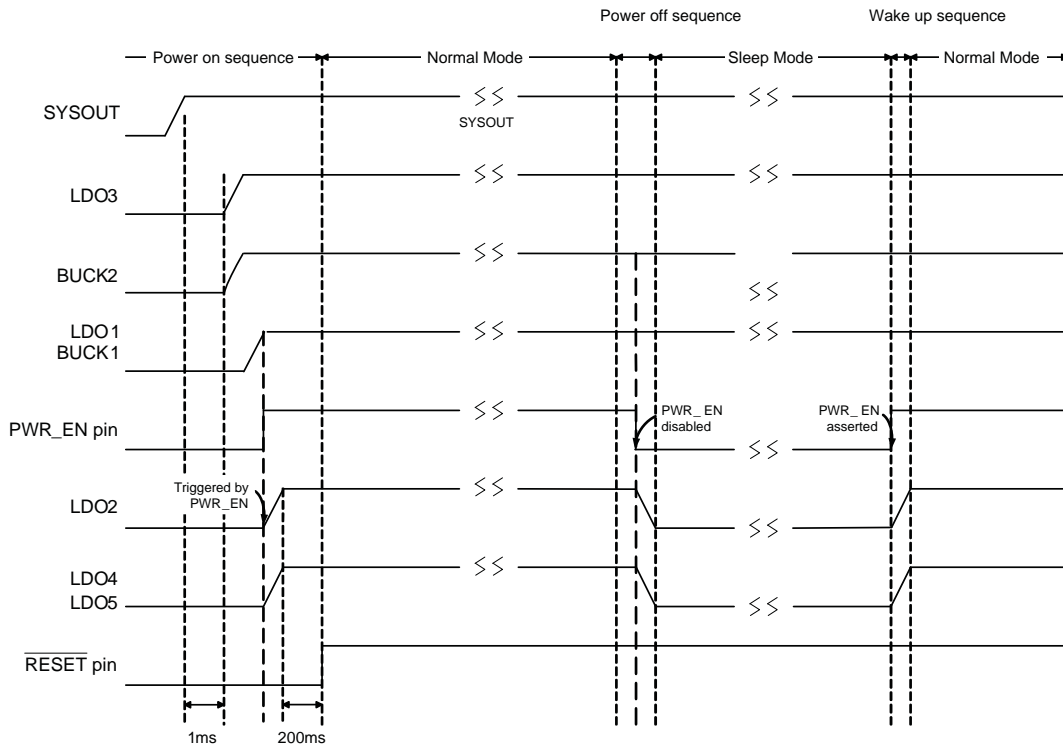 Power off sequence
Wake up sequence
Power on sequence
Normal Mode
Sleep Mode
Normal Mode
SYSOUT
SYSOUT
LDO3
BUCK2
LDO1
BUCK1
PWR_EN pin
PWR_EN
disabled
PWR_EN
asserted
Triggered by
PWR_EN
LDO2
LDO4
LDO5
RESET pin
1ms
200ms